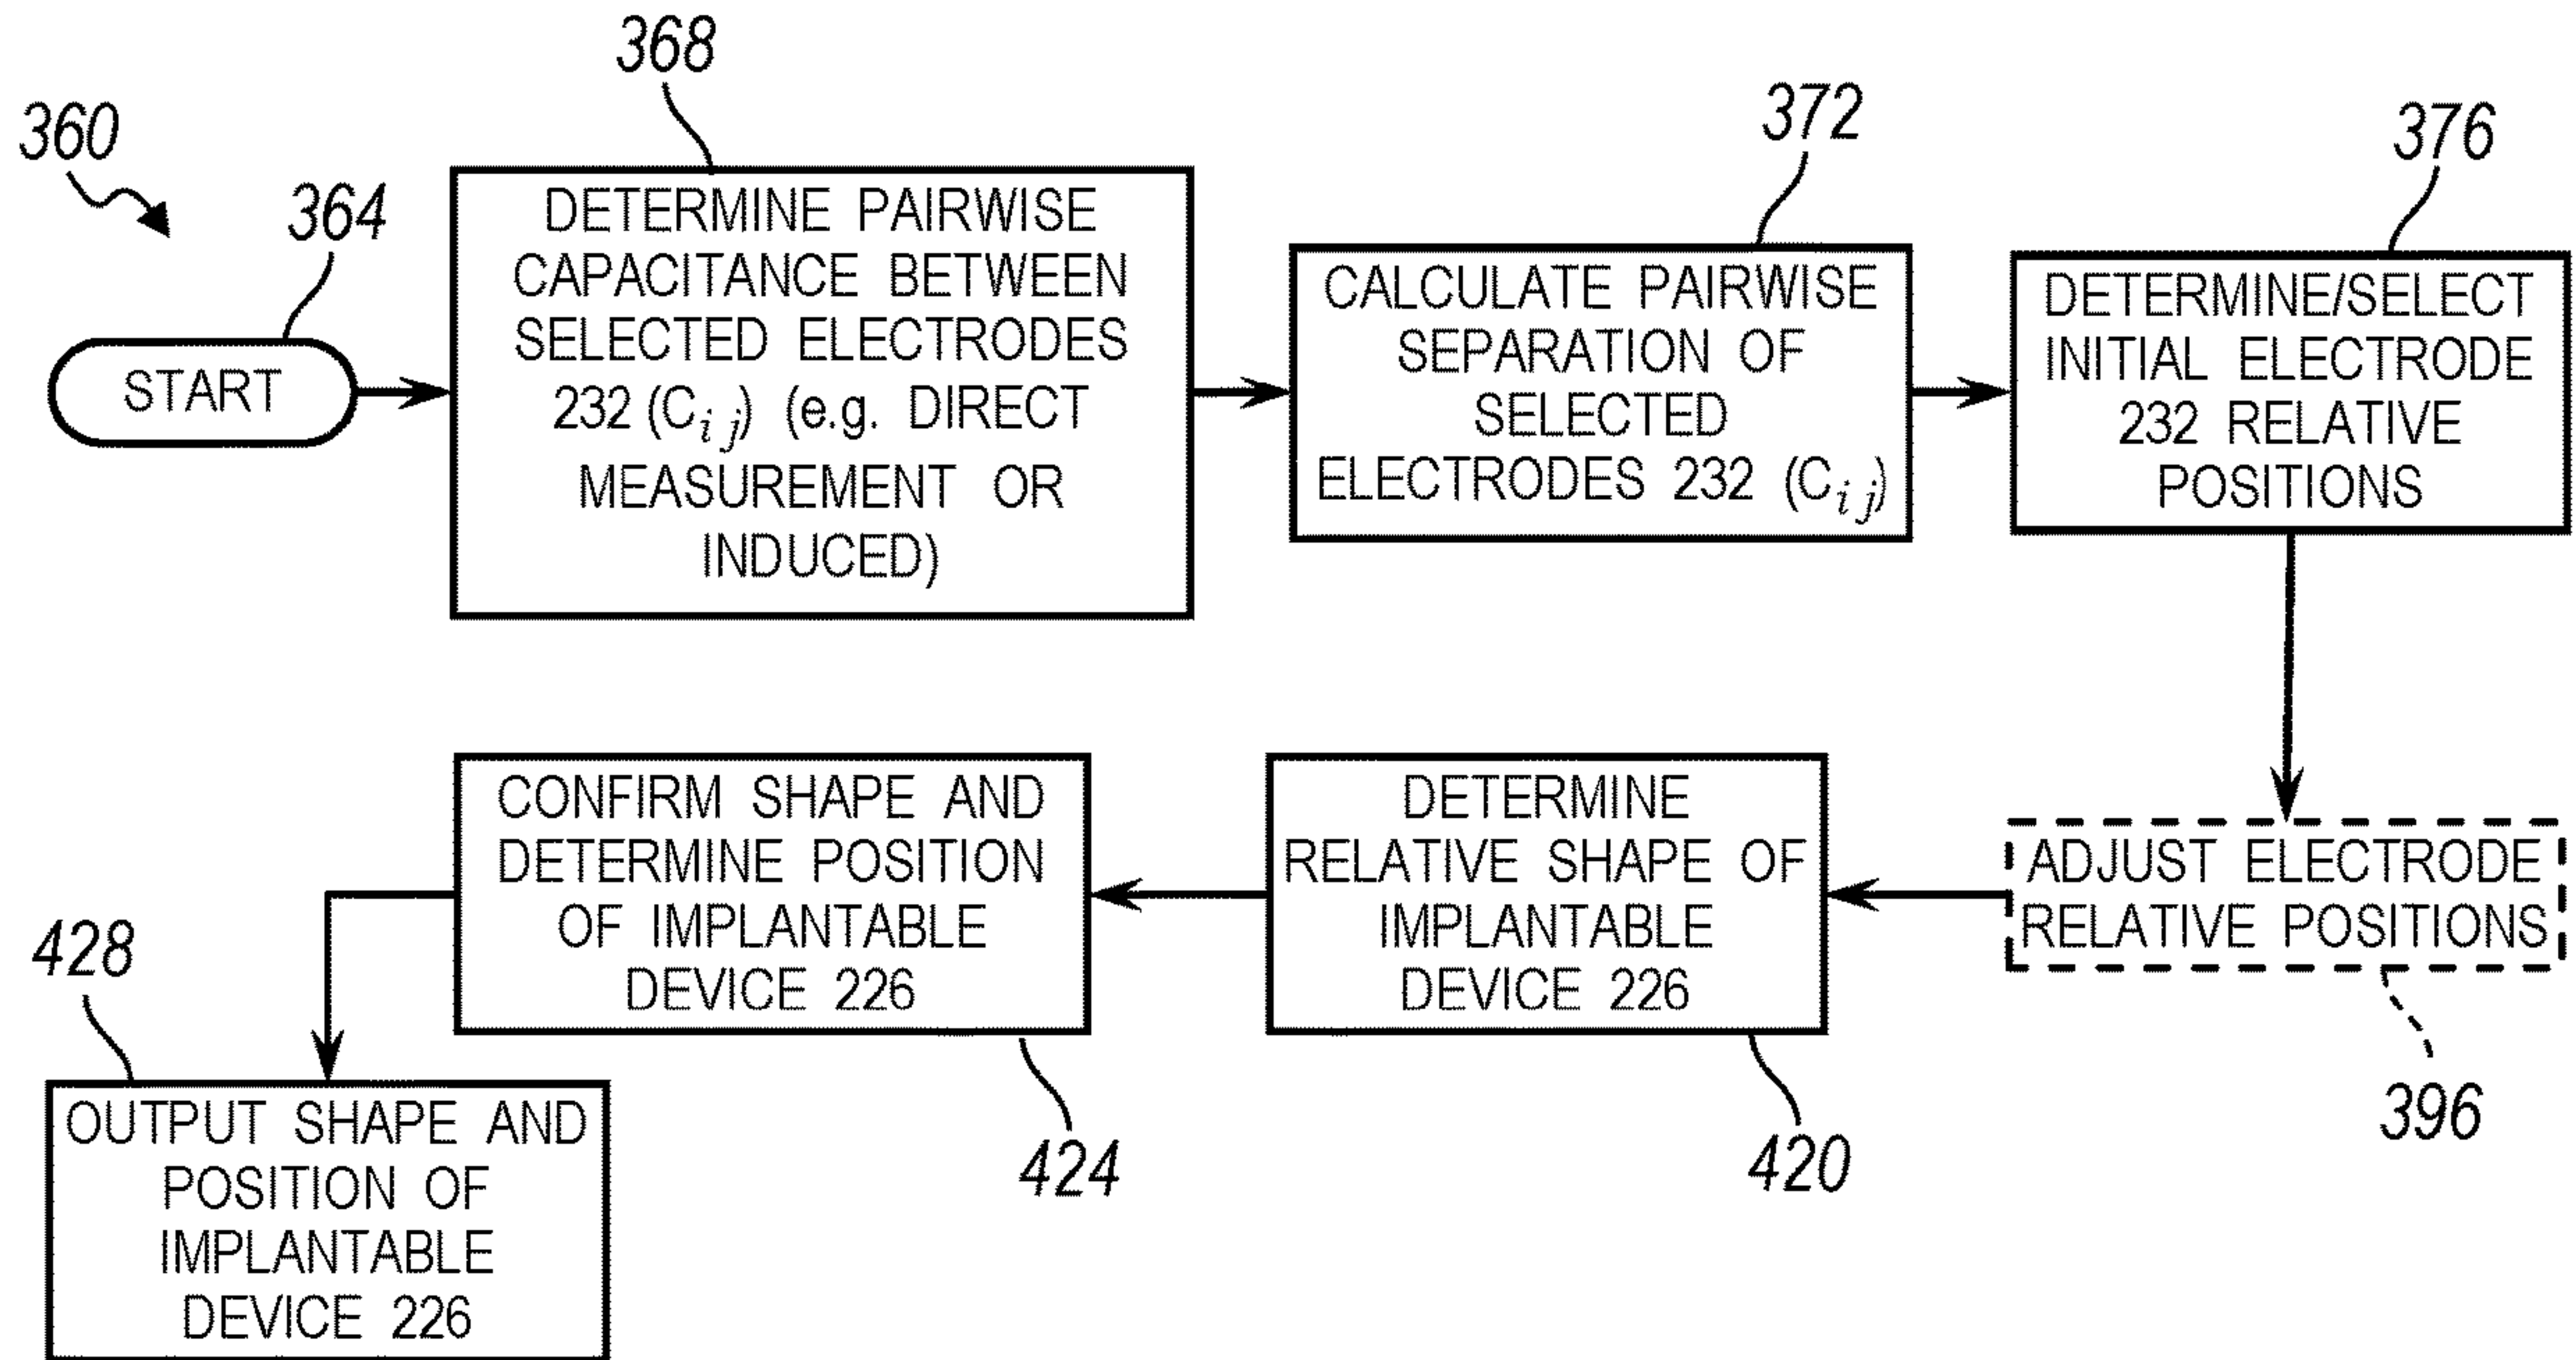 360
364
START
368
DETERMINE PAIRWISE
CAPACITANCE BETWEEN
SELECTED ELECTRODES
232 (C_{i j}) (e.g. DIRECT
MEASUREMENT OR
INDUCED)
372
CALCULATE PAIRWISE
SEPARATION OF
SELECTED
ELECTRODES 232 (C_{i j})
376
DETERMINE/SELECT
INITIAL ELECTRODE
232 RELATIVE
POSITIONS
ADJUST ELECTRODE
RELATIVE POSITIONS
396
DETERMINE
RELATIVE SHAPE OF
IMPLANTABLE
DEVICE 226
420
CONFIRM SHAPE AND
DETERMINE POSITION
OF IMPLANTABLE
DEVICE 226
424
428
OUTPUT SHAPE AND
POSITION OF
IMPLANTABLE
DEVICE 226